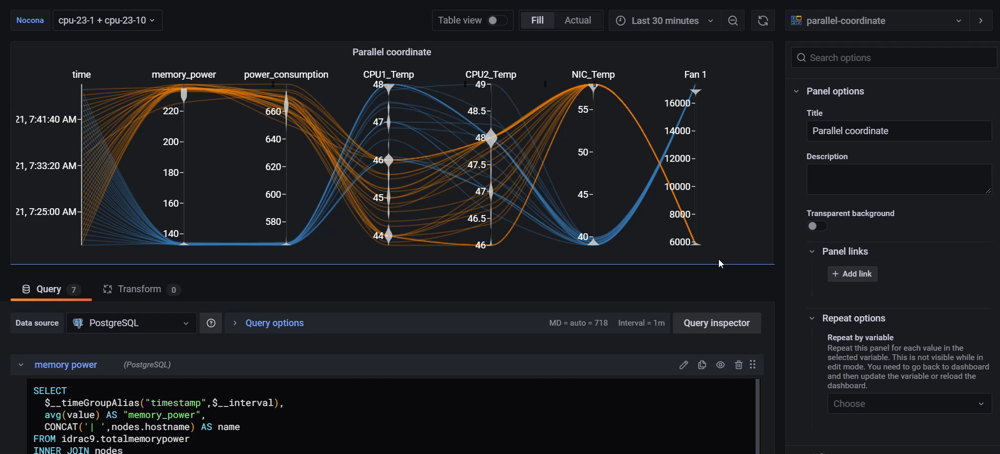 Nocona cpu-23-1 + cpu-23-10 Table view Fill Actual Last 30 minutes parallel-coordinate
Parallel coordinate
time memory_power power_consumption CPU1_Temp CPU2_Temp NIC_Temp Fan 1
21, 7:41:40 AM
21, 7:33:20 AM
21, 7:25:00 AM
220
200
180
160
140
660
640
620
600
580
48
47
46
45
44
49
48.5
48
47.5
47
46.5
46
55
50
45
40
16000
14000
12000
10000
8000
6000
Query 7 Transform 0
Data source PostgreSQL Query options MD = auto = 718 Interval = 1m Query inspector
memory power (PostgreSQL)
SELECT
$__timeGroupAlias("timestamp",$__interval),
avg(value) AS "memory_power",
CONCAT('| ',nodes.hostname) AS name
FROM idrac9.totalmemorypower
INNER JOIN nodes
Search options
Panel options
Title
Parallel coordinate
Description
Transparent background
Panel links
+ Add link
Repeat options
Repeat by variable
Repeat this panel for each value in the
selected variable. This is not visible while in
edit mode. You need to go back to dashboard
and then update the variable or reload the
dashboard.
Choose